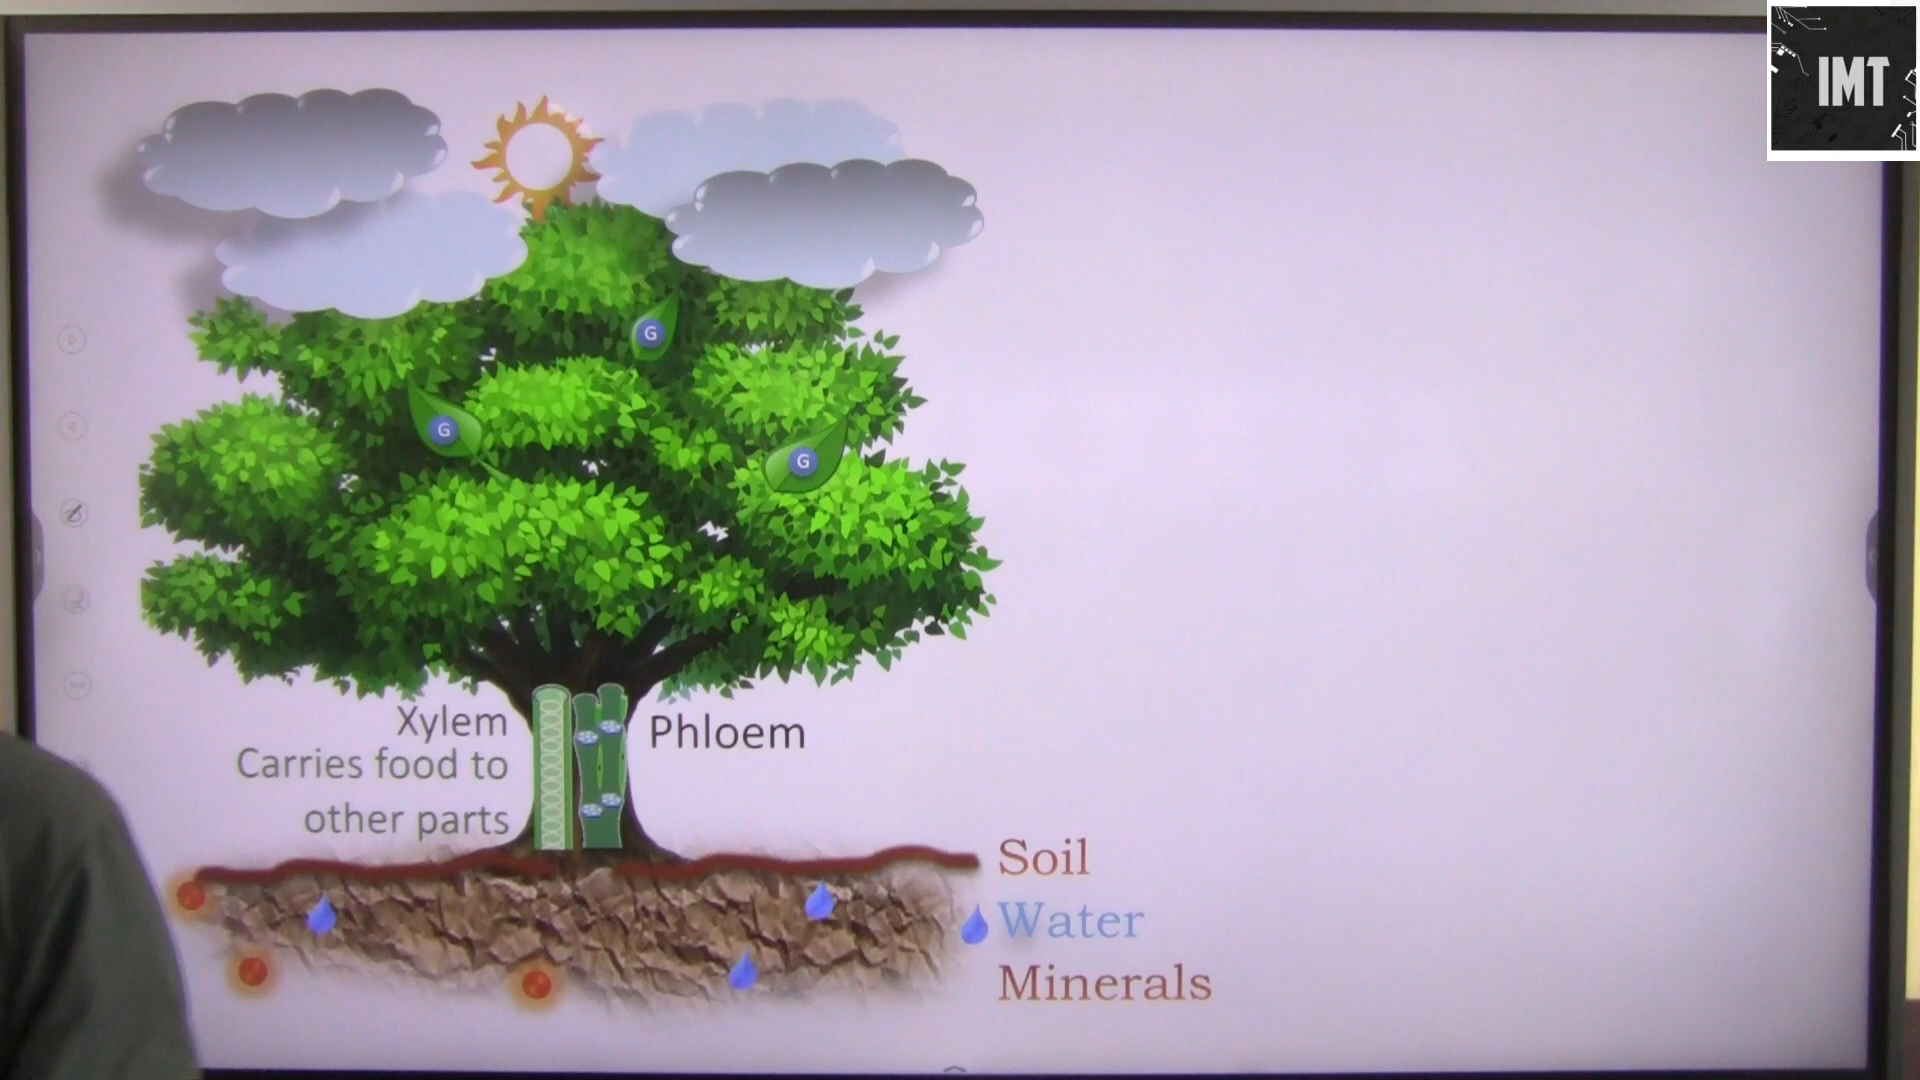 IMT
G
G
G
Xylem
Carries food to
other parts
Phloem
Soil
Water
Minerals